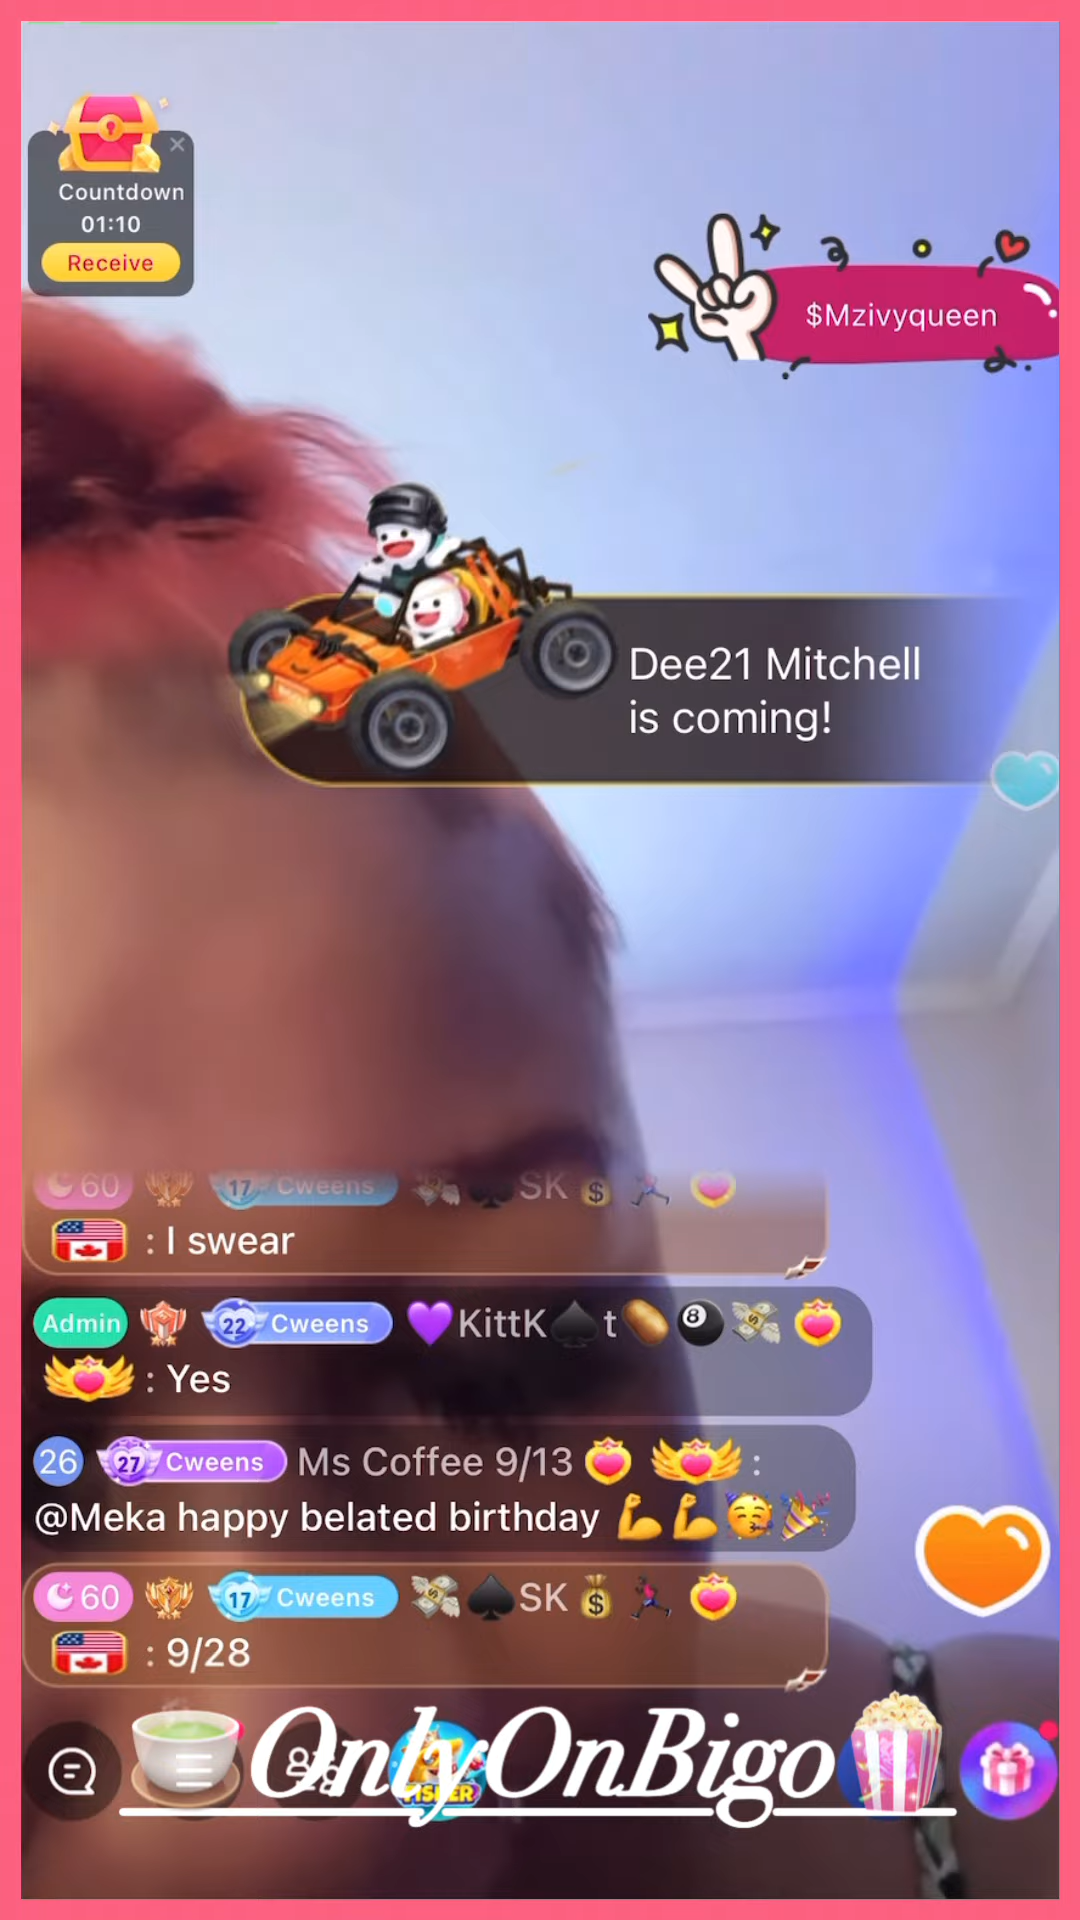 Countdown
01:10
Receive
$Mzivyqueen
Dee21 Mitchell
is coming!
60 17 Cweens SK
: I swear
Admin 22 Cweens KittK♠t
: Yes
26 27 Cweens Ms Coffee 9/13 :
@Meka happy belated birthday
60 17 Cweens SK
: 9/28
OnlyOnBigo
FISHER